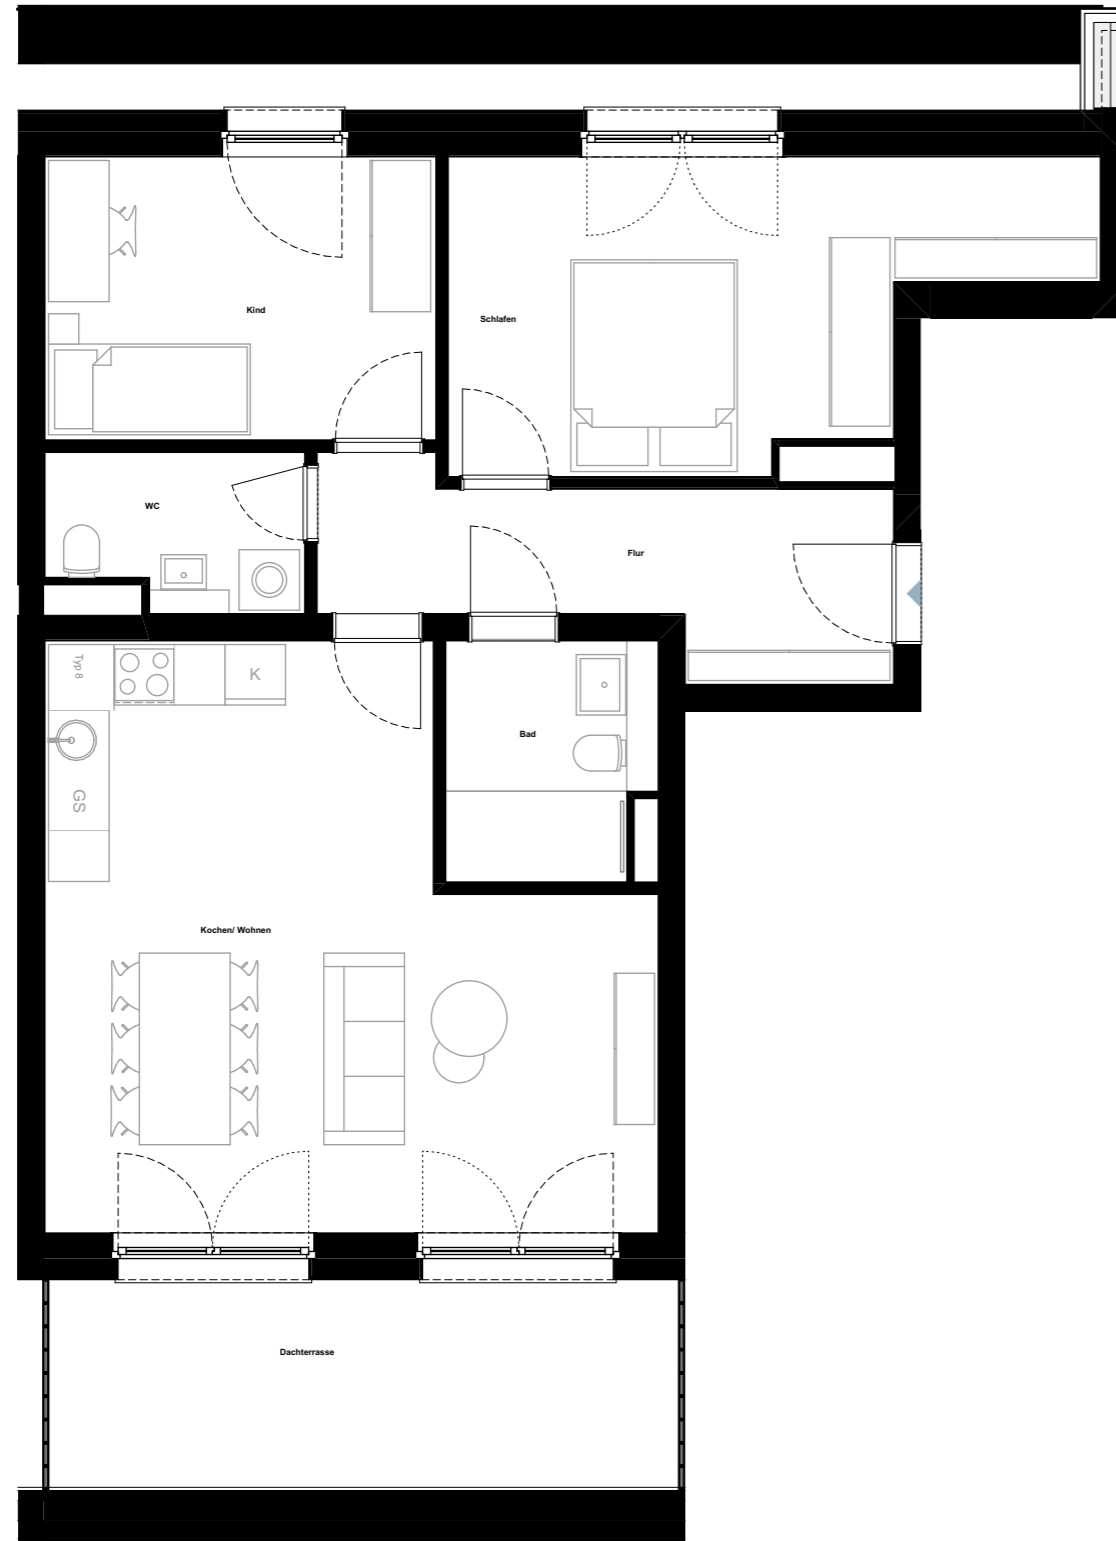 Kind
Schlafen
WC
Flur
Typ 8
K
GS
Bad
Kochen/ Wohnen
Dachterrasse